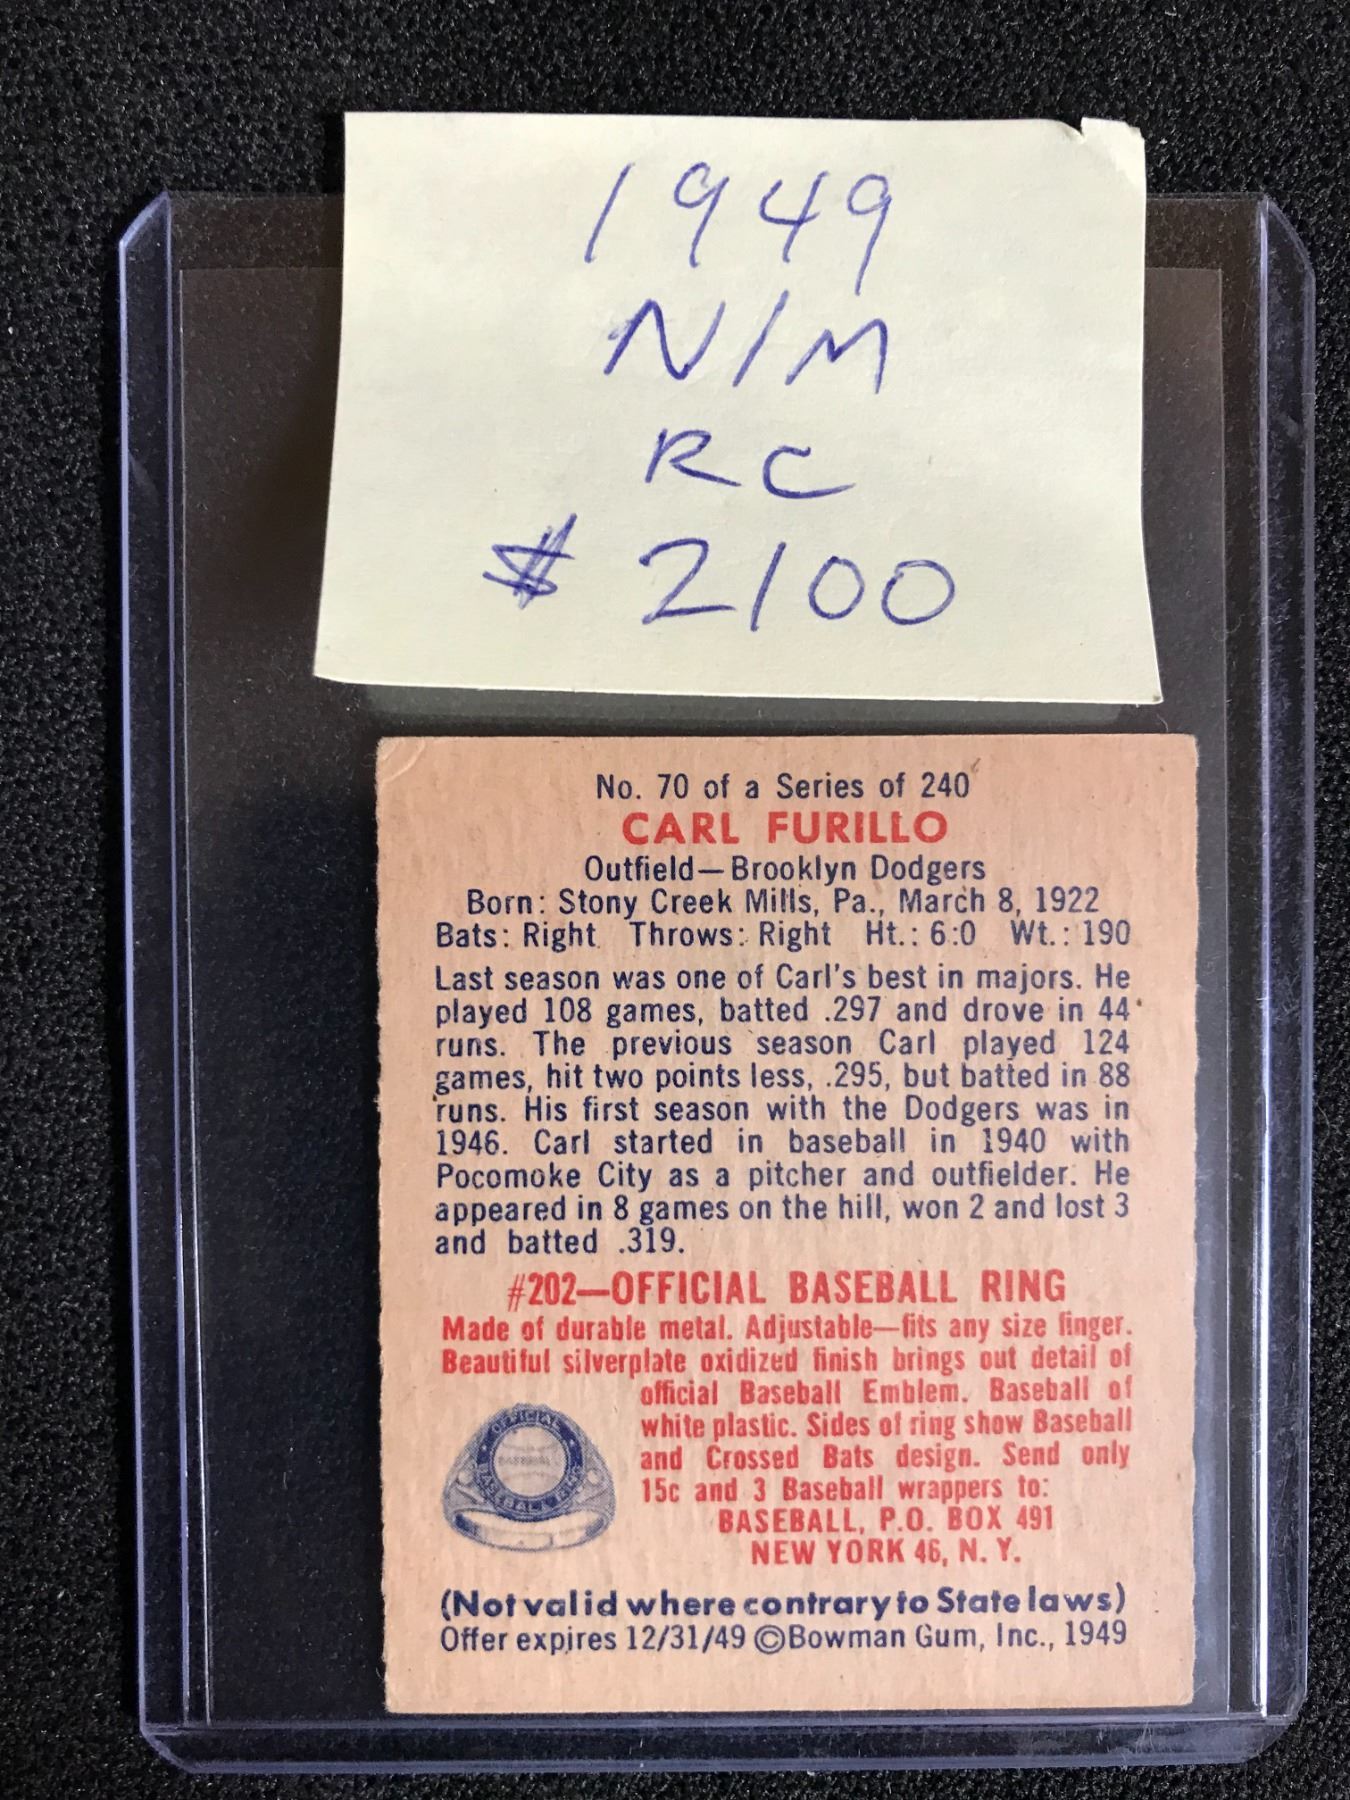 1949
N/M
RC
$2100
No. 70 of a Series of 240
CARL FURILLO
Outfield—Brooklyn Dodgers
Born: Stony Creek Mills, Pa., March 8, 1922
Bats: Right. Throws: Right Ht.: 6:0 Wt.: 190
Last season was one of Carl's best in majors. He
played 108 games, batted .297 and drove in 44
runs. The previous season Carl played 124
games, hit two points less, .295, but batted in 88
runs. His first season with the Dodgers was in
1946. Carl started in baseball in 1940 with
Pocomoke City as a pitcher and outfielder. He
appeared in 8 games on the hill, won 2 and lost 3
and batted .319.
#202—OFFICIAL BASEBALL RING
Made of durable metal. Adjustable—fits any size finger.
Beautiful silverplate oxidized finish brings out detail of
official Baseball Emblem. Baseball of
white plastic. Sides of ring show Baseball
and Crossed Bats design. Send only
15c and 3 Baseball wrappers to:
BASEBALL, P.O. BOX 491
NEW YORK 46, N. Y.
OFFICIAL
BASEBALL
BASEBALL RING
(Not valid where contrary to State laws)
Offer expires 12/31/49 ©Bowman Gum, Inc., 1949